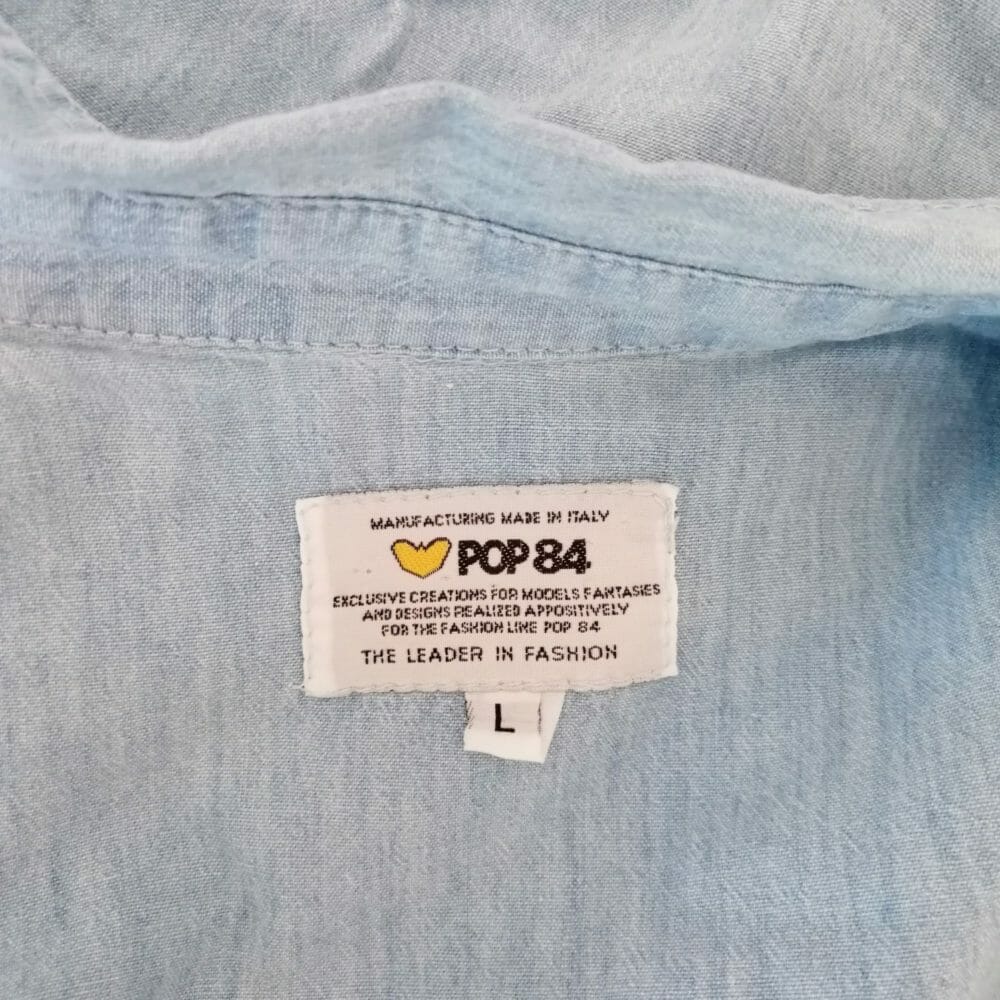 MANUFACTURING MADE IN ITALY
POP 84
EXCLUSIVE CREATIONS FOR MODELS FANTASIES
AND DESIGNS REALIZED APPOSITIVELY
FOR THE FASHION LINE POP 84
THE LEADER IN FASHION
L